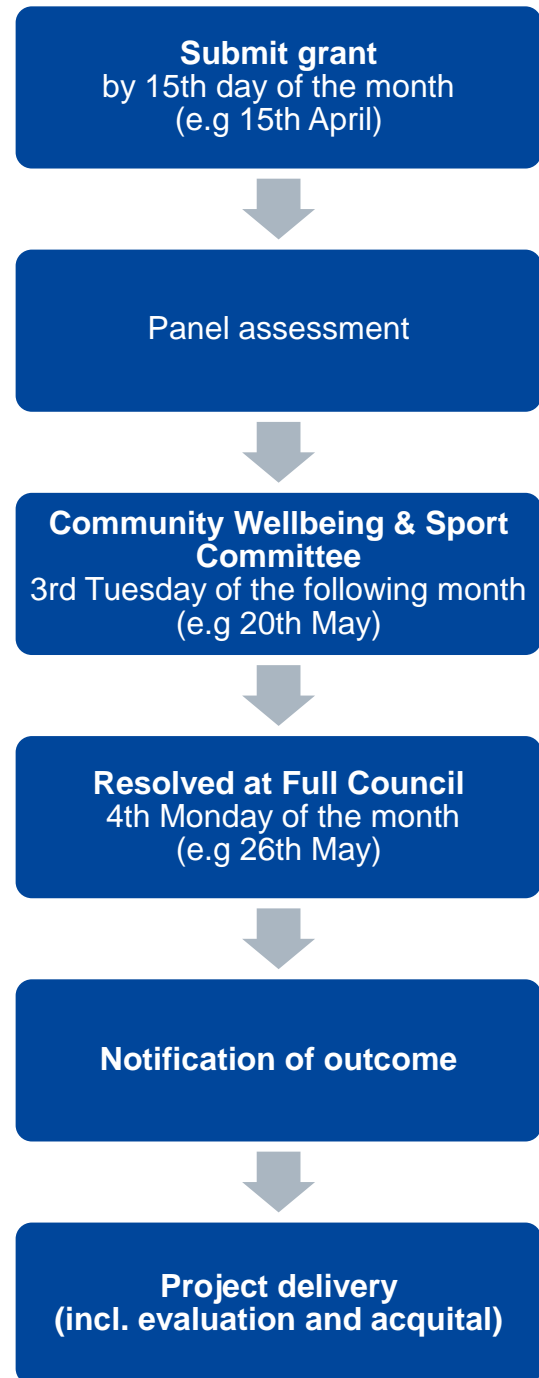 Submit grant
by 15th day of the month
(e.g 15th April)
Panel assessment
Community Wellbeing & Sport
Committee
3rd Tuesday of the following month
(e.g 20th May)
Resolved at Full Council
4th Monday of the month
(e.g 26th May)
Notification of outcome
Project delivery
(incl. evaluation and acquital)